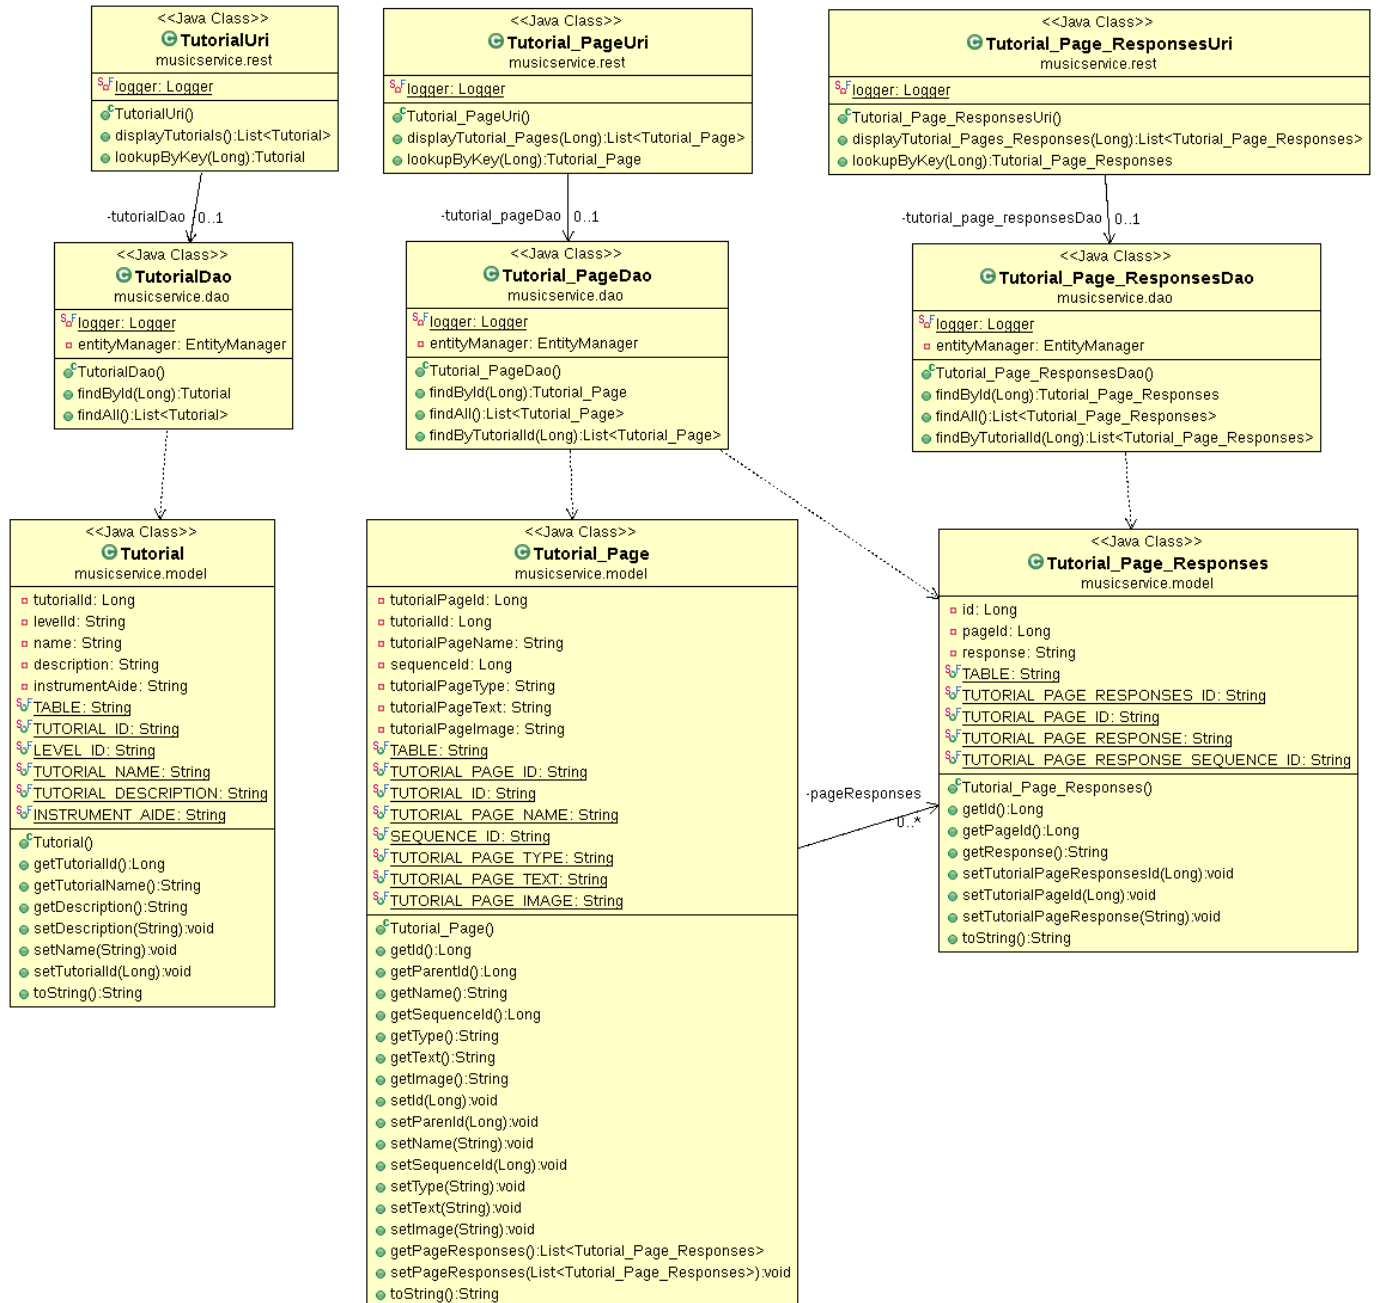 <<Java Class>>
TutorialUri
musicservice.rest
logger: Logger
TutorialUri()
displayTutorials():List<Tutorial>
lookupByKey(Long):Tutorial
<<Java Class>>
Tutorial_PageUri
musicservice.rest
logger: Logger
Tutorial_PageUri()
displayTutorial_Pages(Long):List<Tutorial_Page>
lookupByKey(Long):Tutorial_Page
<<Java Class>>
Tutorial_Page_ResponsesUri
musicservice.rest
logger: Logger
Tutorial_Page_ResponsesUri()
displayTutorial_Pages_Responses(Long):List<Tutorial_Page_Responses>
lookupByKey(Long):Tutorial_Page_Responses
-tutorialDao 0..1
-tutorial_pageDao 0..1
-tutorial_page_responsesDao 0..1
<<Java Class>>
TutorialDao
musicservice.dao
logger: Logger
entityManager: EntityManager
TutorialDao()
findById(Long):Tutorial
findAll():List<Tutorial>
<<Java Class>>
Tutorial_PageDao
musicservice.dao
logger: Logger
entityManager: EntityManager
Tutorial_PageDao()
findById(Long):Tutorial_Page
findAll():List<Tutorial_Page>
findByTutorialId(Long):List<Tutorial_Page>
<<Java Class>>
Tutorial_Page_ResponsesDao
musicservice.dao
logger: Logger
entityManager: EntityManager
Tutorial_Page_ResponsesDao()
findById(Long):Tutorial_Page_Responses
findAll():List<Tutorial_Page_Responses>
findByTutorialId(Long):List<Tutorial_Page_Responses>
<<Java Class>>
Tutorial
musicservice.model
tutorialId: Long
levelId: String
name: String
description: String
instrumentAide: String
TABLE: String
TUTORIAL_ID: String
LEVEL_ID: String
TUTORIAL_NAME: String
TUTORIAL_DESCRIPTION: String
INSTRUMENT_AIDE: String
Tutorial()
getTutorialId():Long
getTutorialName():String
getDescription():String
setDescription(String):void
setName(String):void
setTutorialId(Long):void
toString():String
<<Java Class>>
Tutorial_Page
musicservice.model
tutorialPageId: Long
tutorialId: Long
tutorialPageName: String
sequenceId: Long
tutorialPageType: String
tutorialPageText: String
tutorialPageImage: String
TABLE: String
TUTORIAL_PAGE_ID: String
TUTORIAL_ID: String
TUTORIAL_PAGE_NAME: String
SEQUENCE_ID: String
TUTORIAL_PAGE_TYPE: String
TUTORIAL_PAGE_TEXT: String
TUTORIAL_PAGE_IMAGE: String
Tutorial_Page()
getId():Long
getParentId():Long
getName():String
getSequenceId():Long
getType():String
getText():String
getImage():String
setId(Long):void
setParenId(Long):void
setName(String):void
setSequenceId(Long):void
setType(String):void
setText(String):void
setImage(String):void
getPageResponses():List<Tutorial_Page_Responses>
setPageResponses(List<Tutorial_Page_Responses>):void
toString():String
-pageResponses
0..*
<<Java Class>>
Tutorial_Page_Responses
musicservice.model
id: Long
pageId: Long
response: String
TABLE: String
TUTORIAL_PAGE_RESPONSES_ID: String
TUTORIAL_PAGE_ID: String
TUTORIAL_PAGE_RESPONSE: String
TUTORIAL_PAGE_RESPONSE_SEQUENCE_ID: String
Tutorial_Page_Responses()
getId():Long
getPageId():Long
getResponse():String
setTutorialPageResponsesId(Long):void
setTutorialPageId(Long):void
setTutorialPageResponse(String):void
toString():String